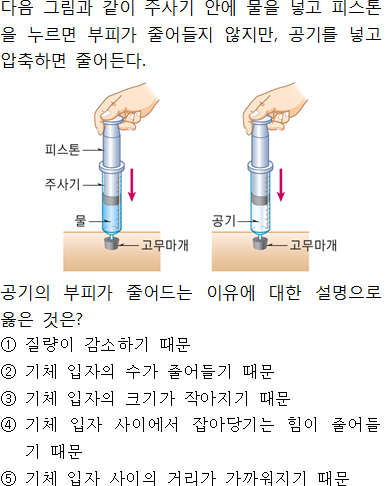 다음 그림과 같이 주사기 안에 물을 넣고 피스톤
을 누르면 부피가 줄어들지 않지만, 공기를 넣고
압축하면 줄어든다.
피스톤
주사기
물
고무마개
공기
고무마개
공기의 부피가 줄어드는 이유에 대한 설명으로
옳은 것은?
① 질량이 감소하기 때문
② 기체 입자의 수가 줄어들기 때문
③ 기체 입자의 크기가 작아지기 때문
④ 기체 입자 사이에서 잡아당기는 힘이 줄어들
기 때문
⑤ 기체 입자 사이의 거리가 가까워지기 때문